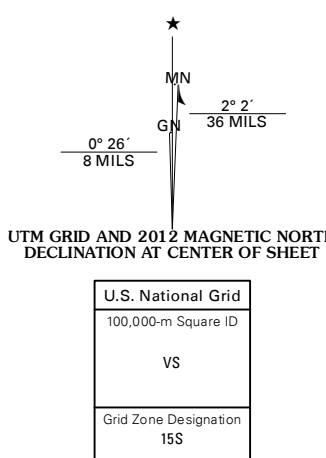 ★
MN
2° 2´
36 MILS
GN
0° 26´
8 MILS
UTM GRID AND 2012 MAGNETIC NORTH
DECLINATION AT CENTER OF SHEET
U.S. National Grid
100,000-m Square ID
VS
Grid Zone Designation
15S